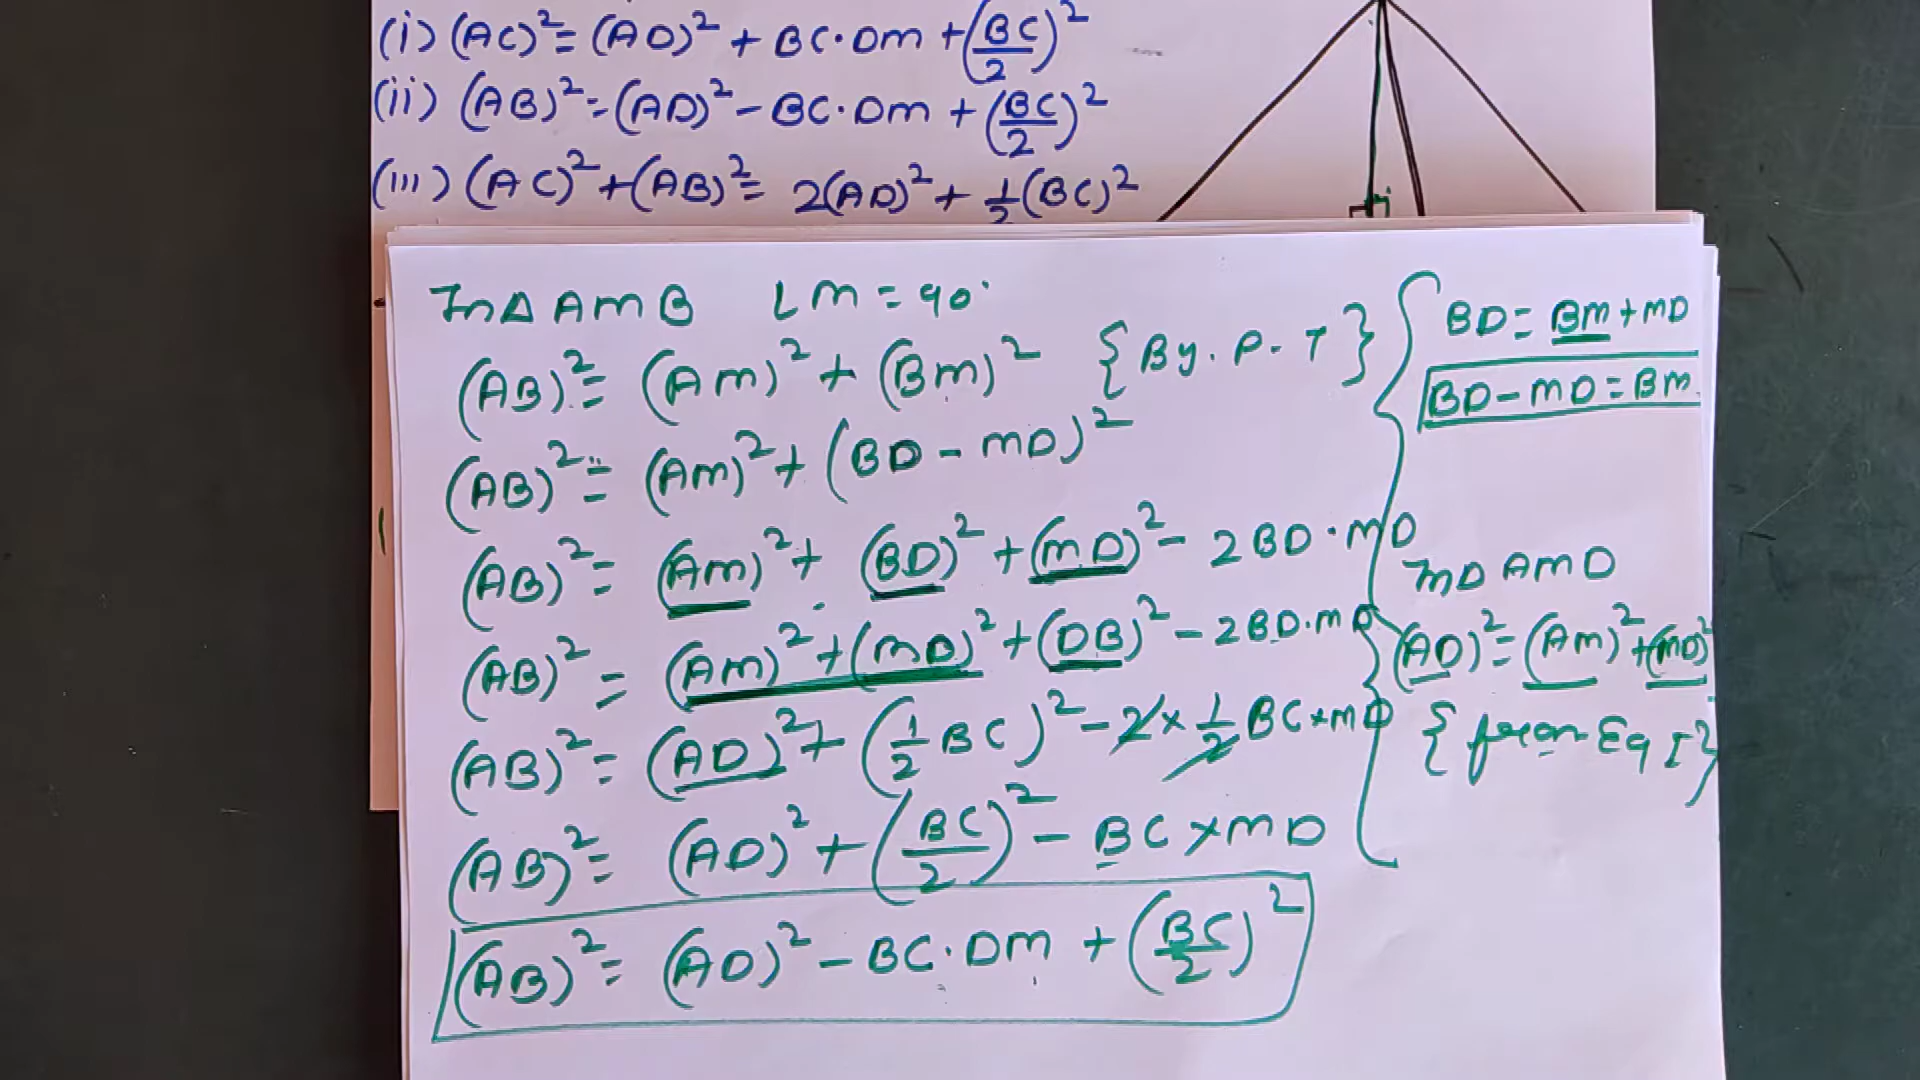 (i) (AC)² = (AD)² + BC·DM + (BC/2)²
(ii) (AB)² = (AD)² - BC·DM + (BC/2)²
(iii) (AC)² + (AB)² = 2(AD)² + 1/2 (BC)²
In Δ AMB ∠M = 90°
(AB)² = (AM)² + (BM)² {By. P. T}
(AB)² = (AM)² + (BD - MD)²
(AB)² = (AM)² + (BD)² + (MD)² - 2BD·MD
(AB)² = (AM)² + (MD)² + (DB)² - 2BD·MD
(AB)² = (AD)² + (1/2 BC)² - 2 × 1/2 BC × MD
(AB)² = (AD)² + (BC/2)² - BC × MD
(AB)² = (AD)² - BC·DM + (BC/2)²
BD = BM + MD
BD - MD = BM
In Δ AMD
(AD)² = (AM)² + (MD)²
{from Eq I}